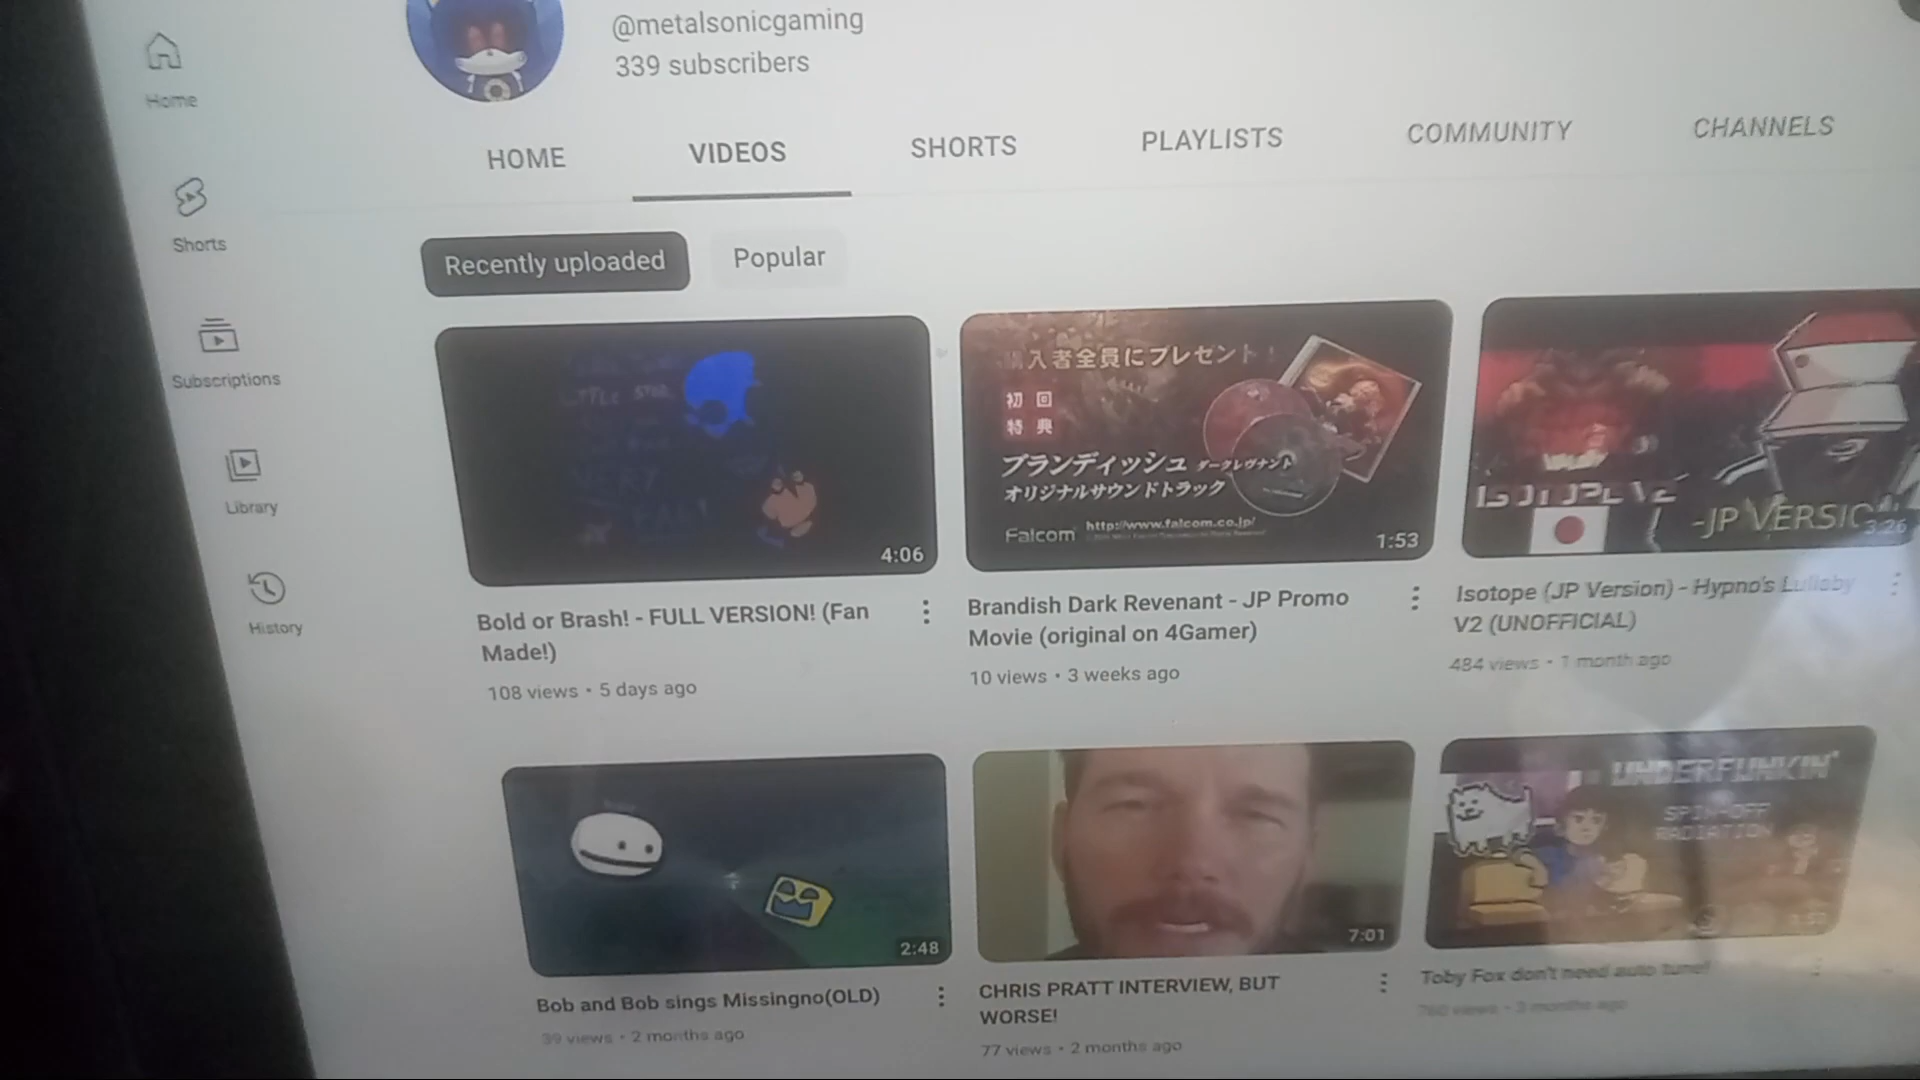 @metalsonicgaming
339 subscribers
Home
HOME
VIDEOS
SHORTS
PLAYLISTS
COMMUNITY
CHANNELS
Shorts
Recently uploaded
Popular
Subscriptions
Library
History
VERY
4:06
入者全員にプレゼント！
初回
特典
ブランディッシュ ダークレヴナント
オリジナルサウンドトラック
Falcom http://www.falcom.co.jp/
1:53
-JP VERSIC
3:26
Bold or Brash! - FULL VERSION! (Fan
Made!)
108 views • 5 days ago
Brandish Dark Revenant - JP Promo
Movie (original on 4Gamer)
10 views • 3 weeks ago
Isotope (JP Version) - Hypno's Lullaby
V2 (UNOFFICIAL)
484 views • 1 month ago
2:48
7:01
UNDERFUNKIN'
SPIN-OFF
RADIATION
Bob and Bob sings Missingno(OLD)
39 views • 2 months ago
CHRIS PRATT INTERVIEW, BUT
WORSE!
77 views • 2 months ago
Toby Fox don't need auto tune!
views • 3 months ago